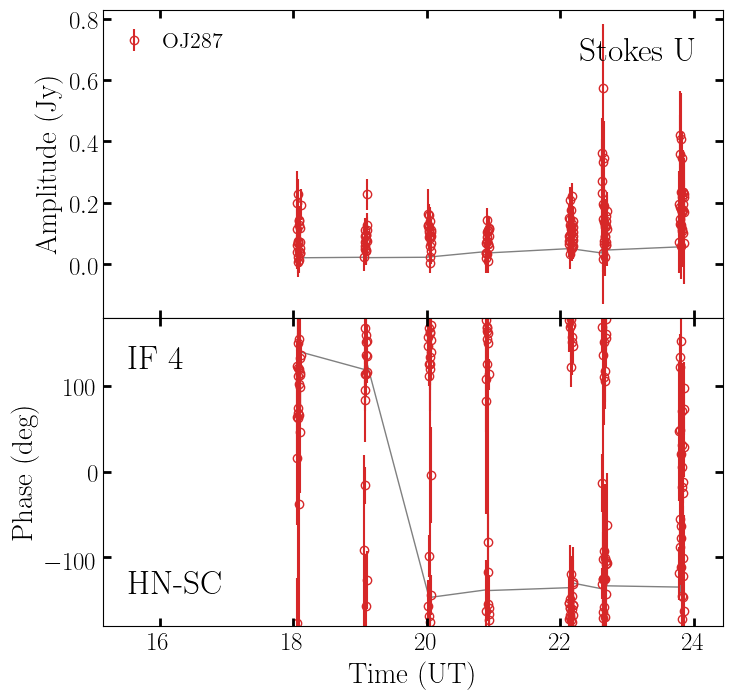 0.8
OJ287
Stokes U
0.6
0.4
0.2
0.0
Amplitude (Jy)
IF 4
100
0
−100
Phase (deg)
HN-SC
16 18 20 22 24
Time (UT)